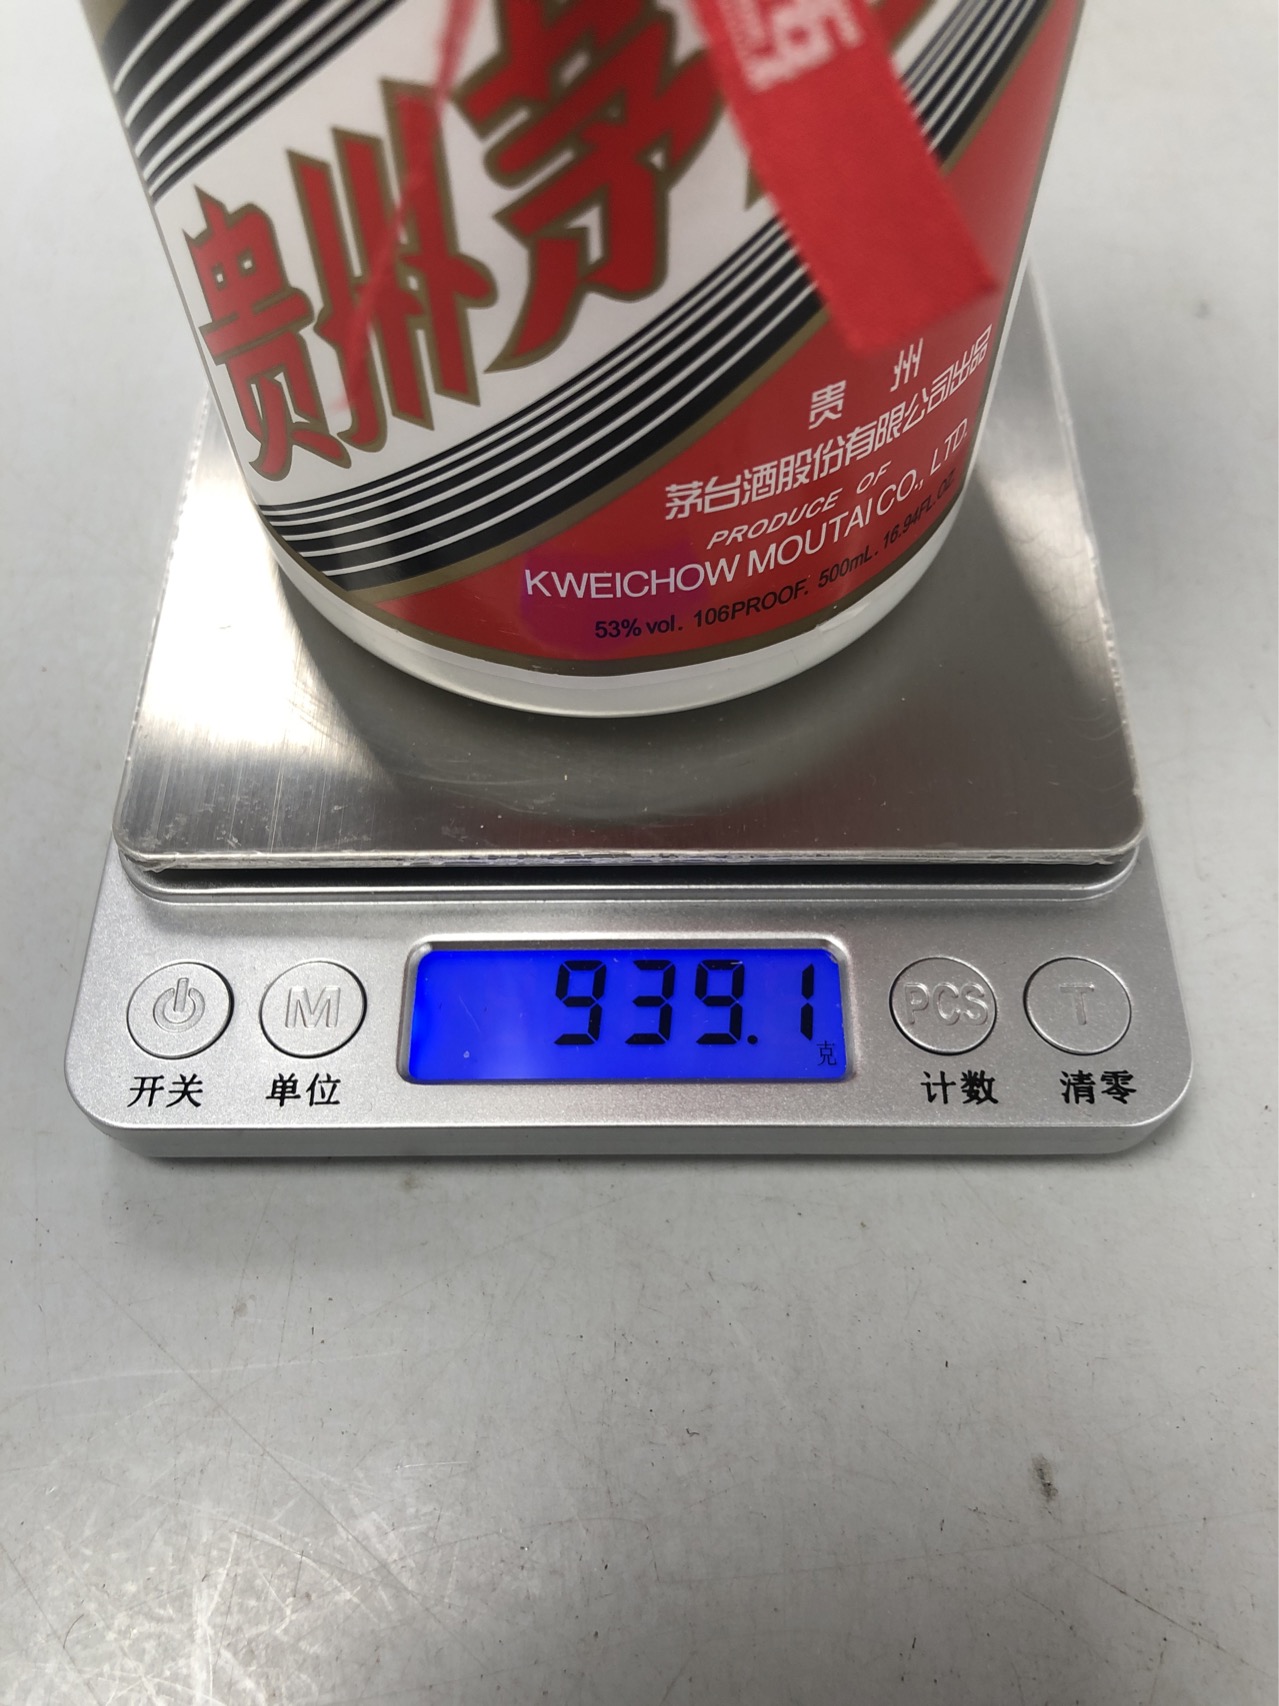 贵州茅
贵 州
茅台酒股份有限公司出品
PRODUCE OF
KWEICHOW MOUTAI CO., LTD.
53% vol. 106PROOF. 500mL. 16.94FL.OZ.
939.1
克
M
PCS
T
开关
单位
计数
清零